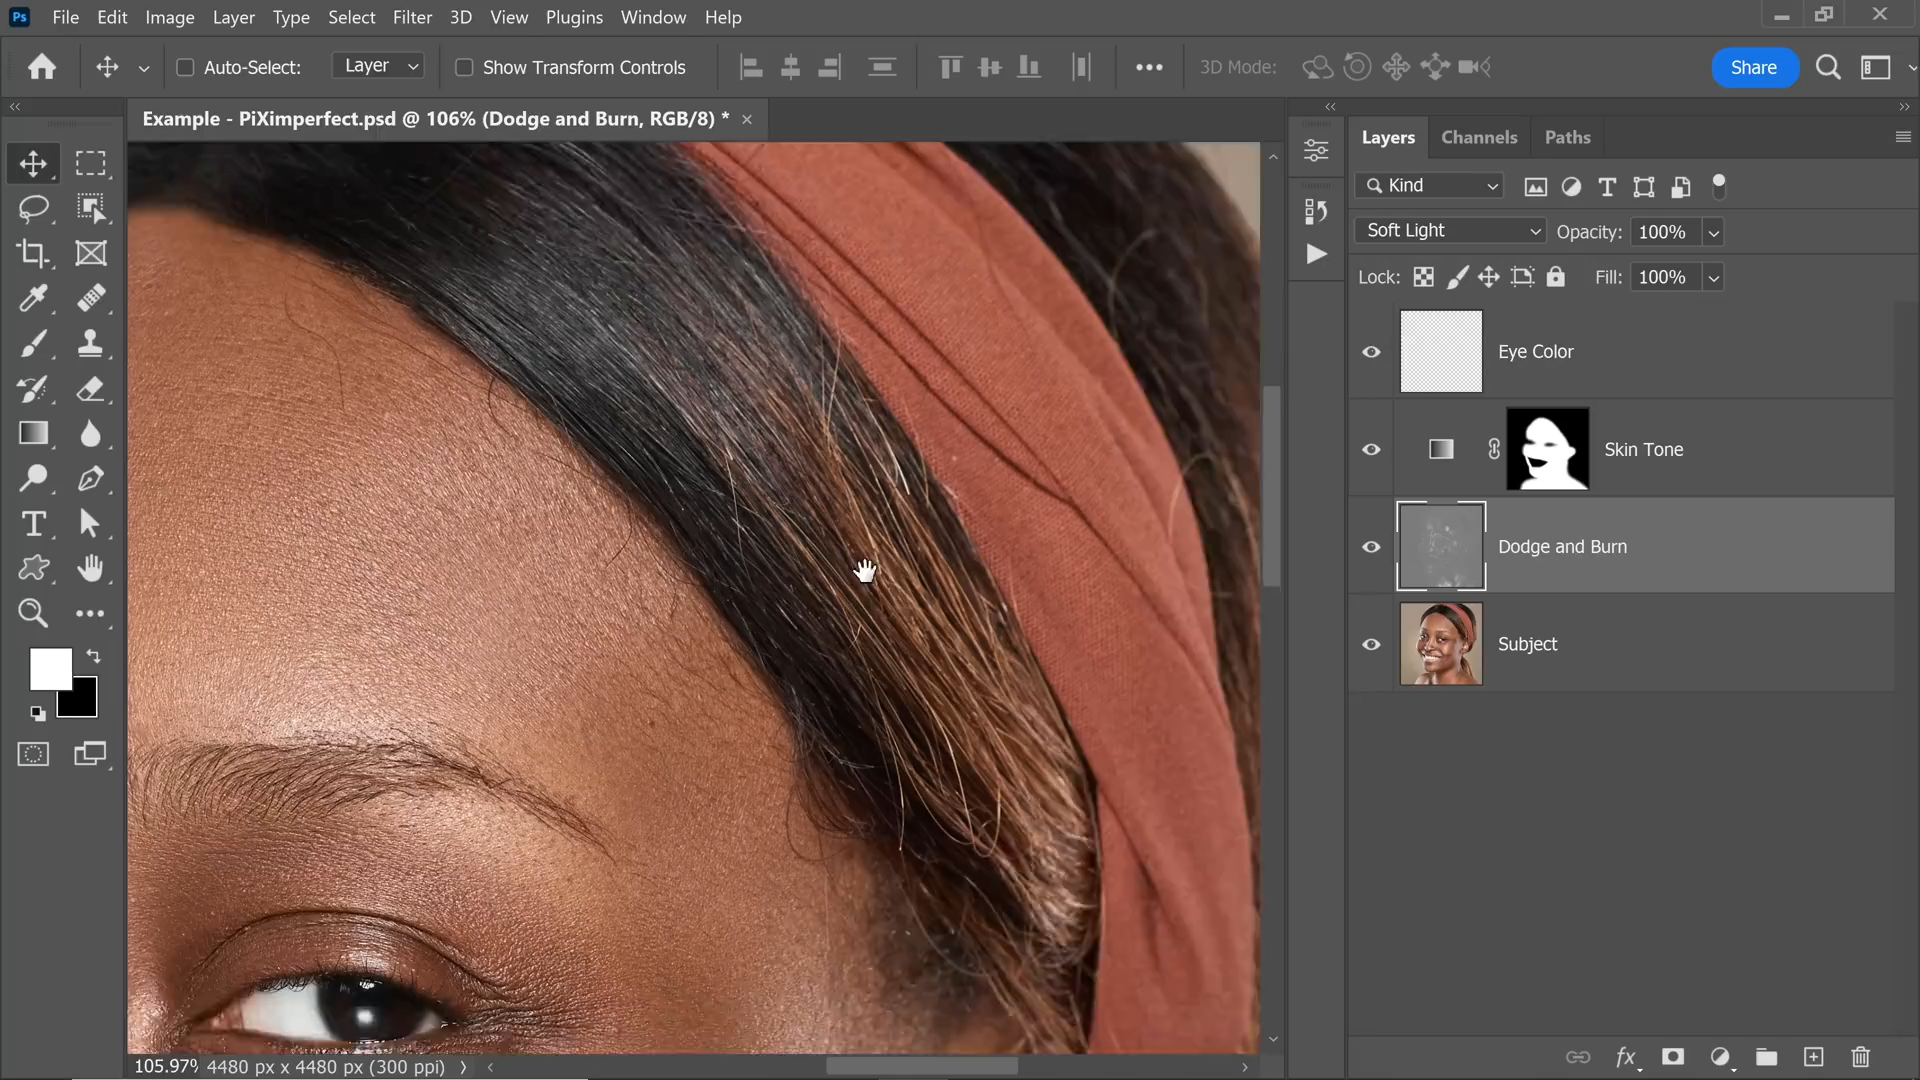 Ps File Edit Image Layer Type Select Filter 3D View Plugins Window Help
Auto-Select: Layer Show Transform Controls 3D Mode: Share
Example - PiXimperfect.psd @ 106% (Dodge and Burn, RGB/8) *
Layers Channels Paths
Kind
Soft Light Opacity: 100%
Lock: Fill: 100%
Eye Color
Skin Tone
Dodge and Burn
Subject
105.97% 4480 px x 4480 px (300 ppi)
fx